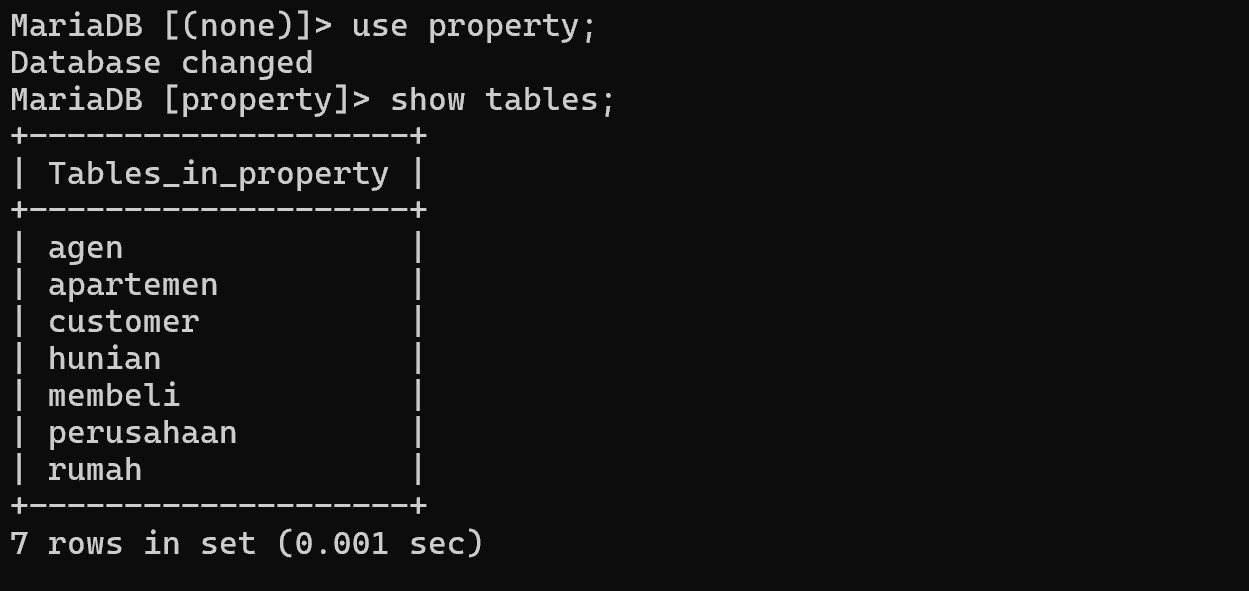 MariaDB [(none)]> use property;
Database changed
MariaDB [property]> show tables;
+--------------------+
| Tables_in_property |
+--------------------+
| agen               |
| apartemen          |
| customer           |
| hunian             |
| membeli            |
| perusahaan         |
| rumah              |
+--------------------+
7 rows in set (0.001 sec)